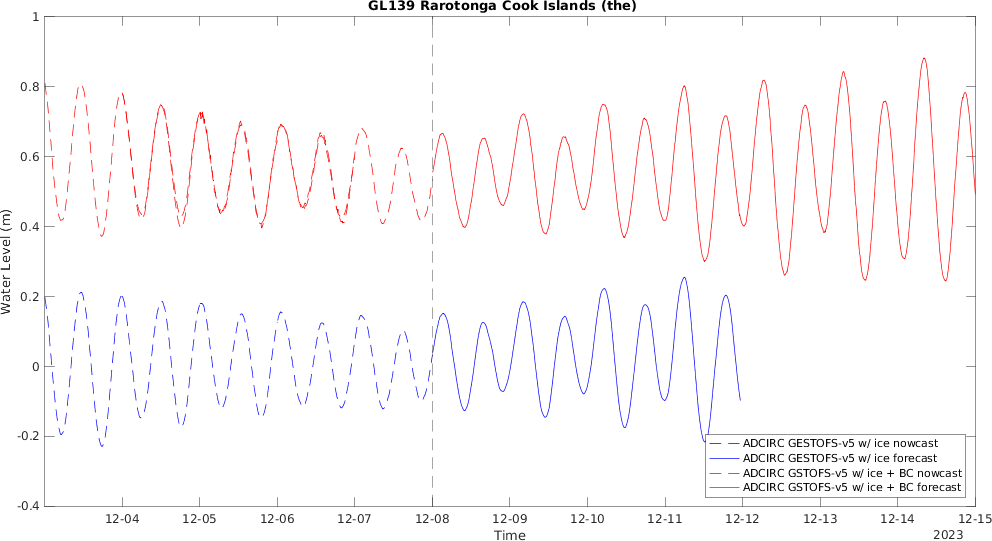 GL139 Rarotonga Cook Islands (the)
1
0.8
0.6
0.4
0.2
0
-0.2
-0.4
Water Level (m)
12-04 12-05 12-06 12-07 12-08 12-09 12-10 12-11 12-12 12-13 12-14 12-15
Time
2023
ADCIRC GESTOFS-v5 w/ ice nowcast
ADCIRC GESTOFS-v5 w/ ice forecast
ADCIRC GSTOFS-v5 w/ ice + BC nowcast
ADCIRC GSTOFS-v5 w/ ice + BC forecast